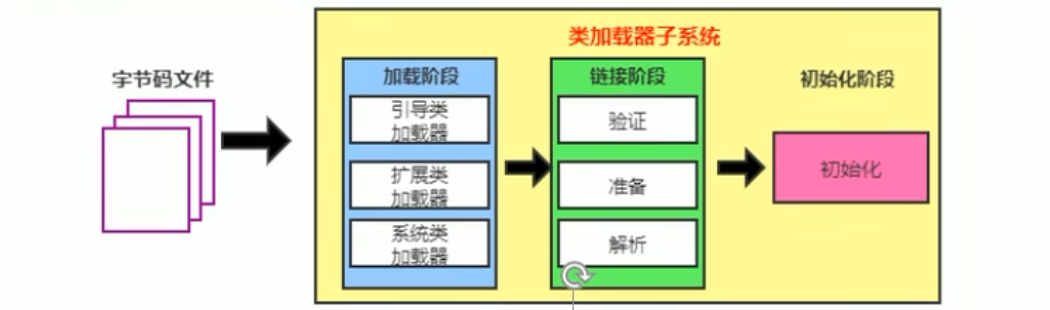 类加载器子系统
字节码文件
加载阶段
引导类
加载器
扩展类
加载器
系统类
加载器
链接阶段
验证
准备
解析
初始化阶段
初始化